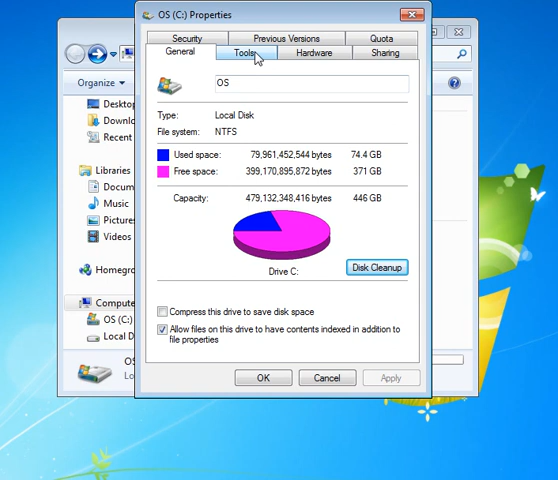 OS (C:) Properties
Security
Previous Versions
Quota
General
Tools
Hardware
Sharing
OS
Type: Local Disk
File system: NTFS
Used space: 79,961,452,544 bytes 74.4 GB
Free space: 399,170,895,872 bytes 371 GB
Capacity: 479,132,348,416 bytes 446 GB
Drive C:
Disk Cleanup
Compress this drive to save disk space
Allow files on this drive to have contents indexed in addition to
file properties
OK
Cancel
Apply
Organize
Deskto
Downlo
Recent
Libraries
Docum
Music
Pictures
Videos
Homegro
Compute
OS (C:)
Local D
OS
Lo